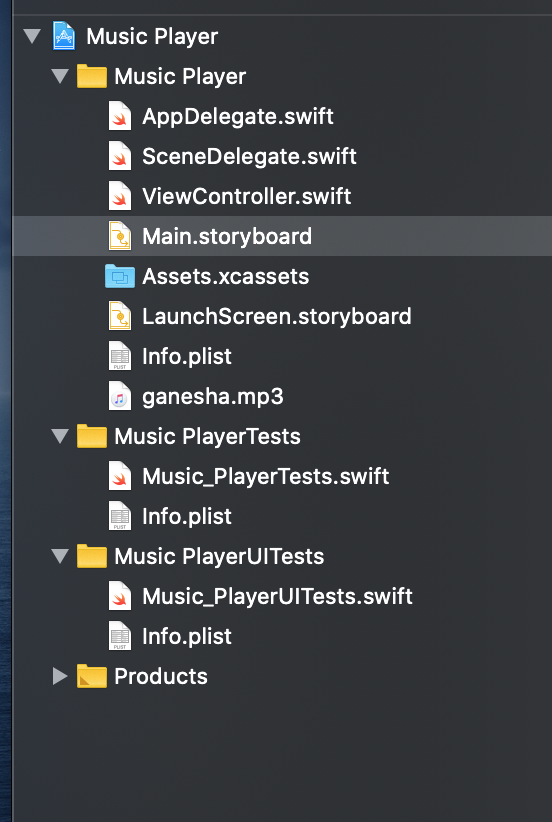 Music Player
Music Player
AppDelegate.swift
SceneDelegate.swift
ViewController.swift
Main.storyboard
Assets.xcassets
LaunchScreen.storyboard
Info.plist
ganesha.mp3
Music PlayerTests
Music_PlayerTests.swift
Info.plist
Music PlayerUITests
Music_PlayerUITests.swift
Info.plist
Products